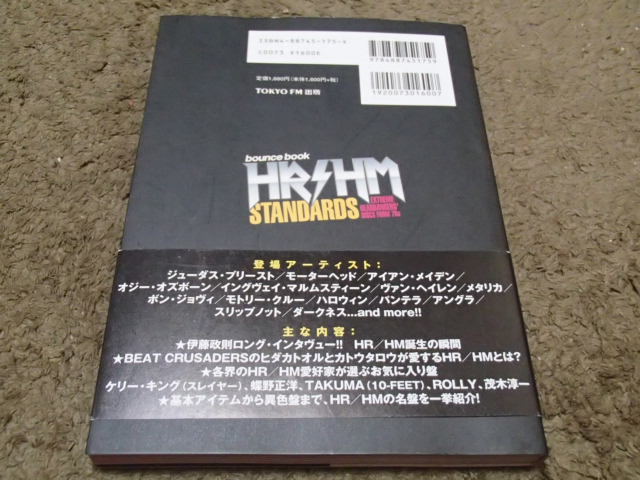 ISBN4-88745-175-X
C0073 ¥1600E
9784887451759
定価1,680円(本体1,600円+税)
TOKYO FM 出版
1920073016007
bounce book
HR/HM
STANDARDS
EXTREME
HEADBANGERS'
DISCS FROM 70s
登場アーティスト:
ジューダス・プリースト/モーターヘッド/アイアン・メイデン/
オジー・オズボーン/イングヴェイ・マルムスティーン/ヴァン・ヘイレン/メタリカ/
ボン・ジョヴィ/モトリー・クルー/ハロウィン/パンテラ/アングラ/
スリップノット/ダークネス...and more!!
主な内容:
★伊藤政則ロング・インタヴュー!! HR/HM誕生の瞬間
★BEAT CRUSADERSのヒダカトオルとカトウタロウが愛するHR/HMとは?
★各界のHR/HM愛好家が選ぶお気に入り盤
ケリー・キング(スレイヤー)、蝶野正洋、TAKUMA(10-FEET)、ROLLY、茂木淳一
★基本アイテムから異色盤まで、HR/HMの名盤を一挙紹介!